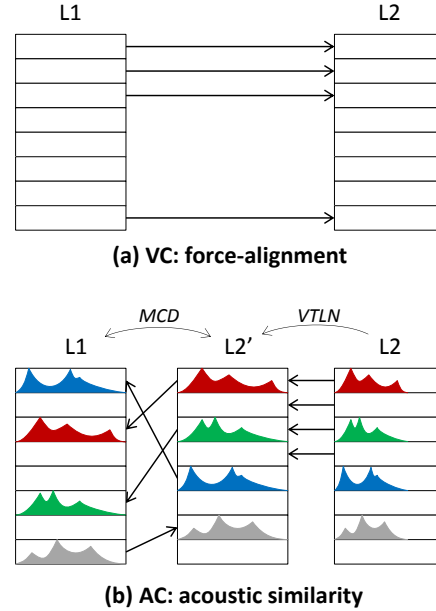 L1 L2
(a) VC: force-alignment
MCD VTLN
L1 L2’ L2
(b) AC: acoustic similarity